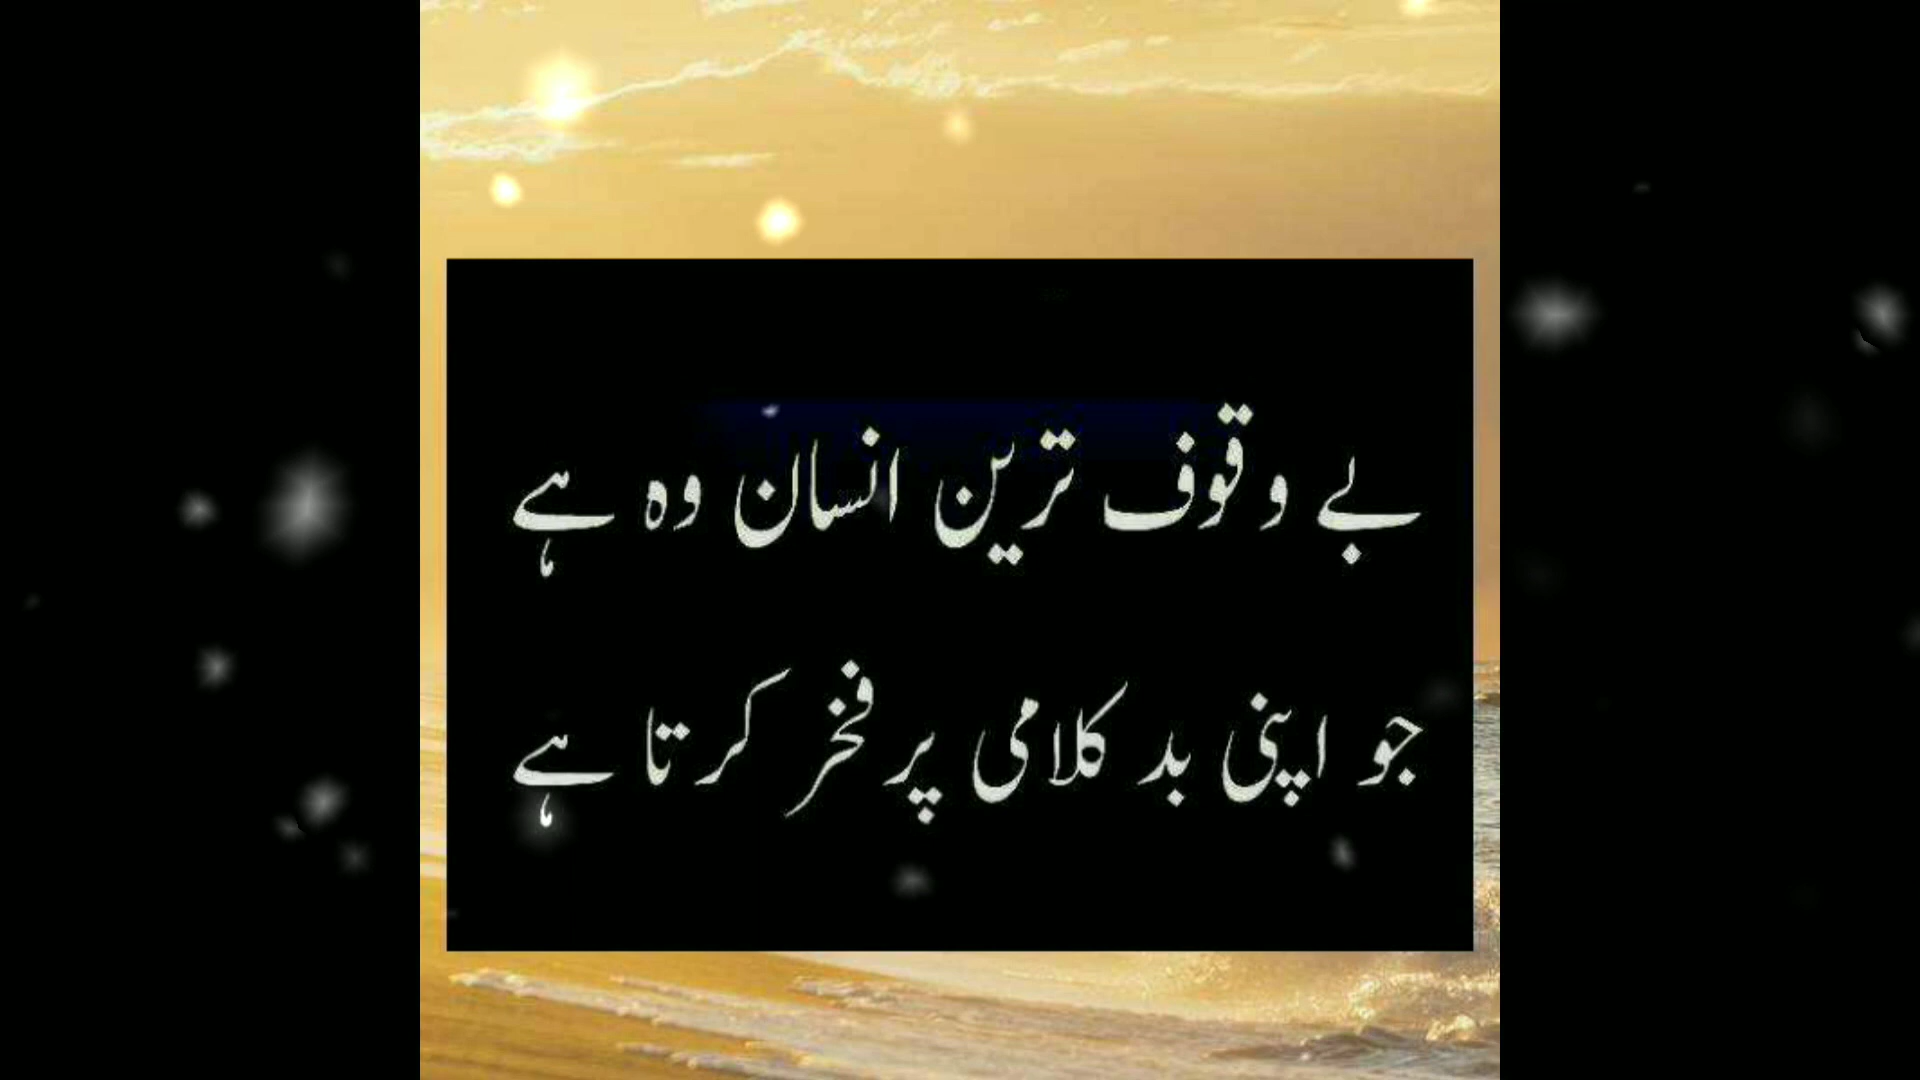 بے وقوف ترین انسان وہ ہے
جو اپنی بد کلامی پر فخر کرتا ہے